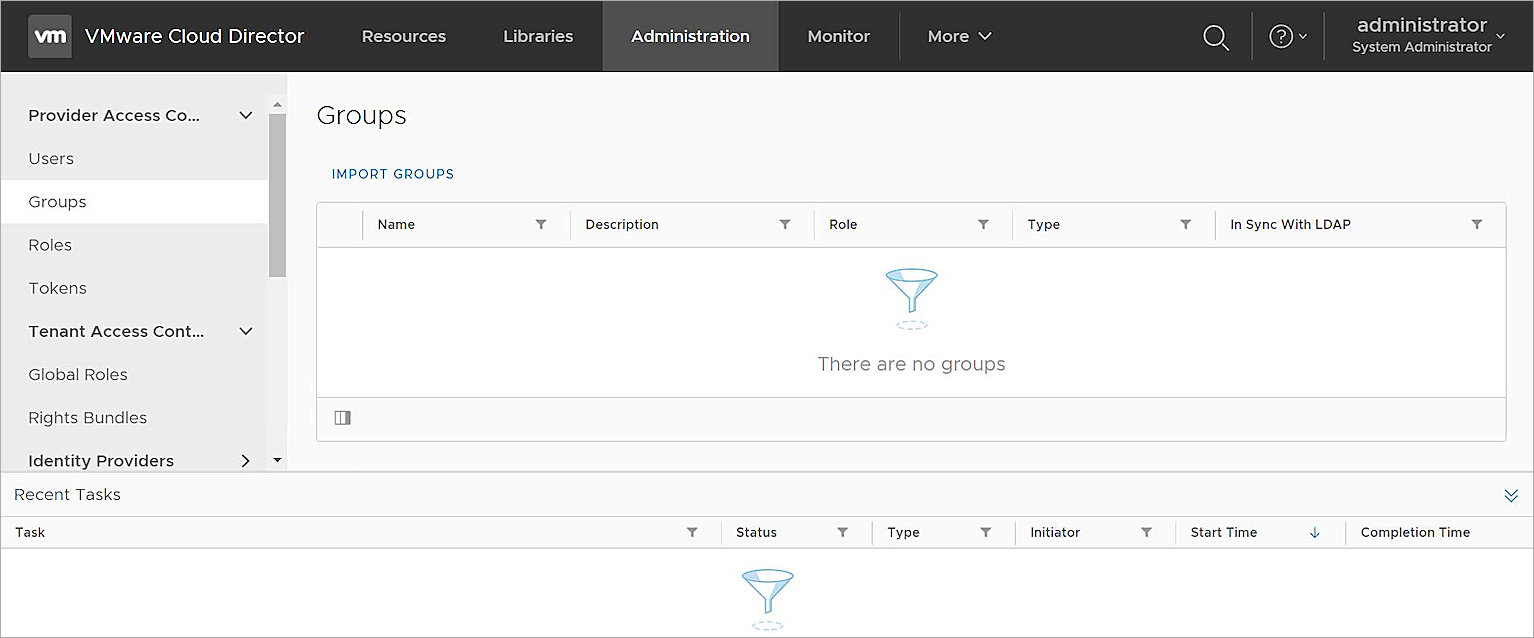 vm VMware Cloud Director Resources Libraries Administration Monitor More administrator
System Administrator
Provider Access Co...
Users
Groups
Roles
Tokens
Tenant Access Cont...
Global Roles
Rights Bundles
Identity Providers
Groups
IMPORT GROUPS
Name Description Role Type In Sync With LDAP
There are no groups
Recent Tasks
Task Status Type Initiator Start Time Completion Time